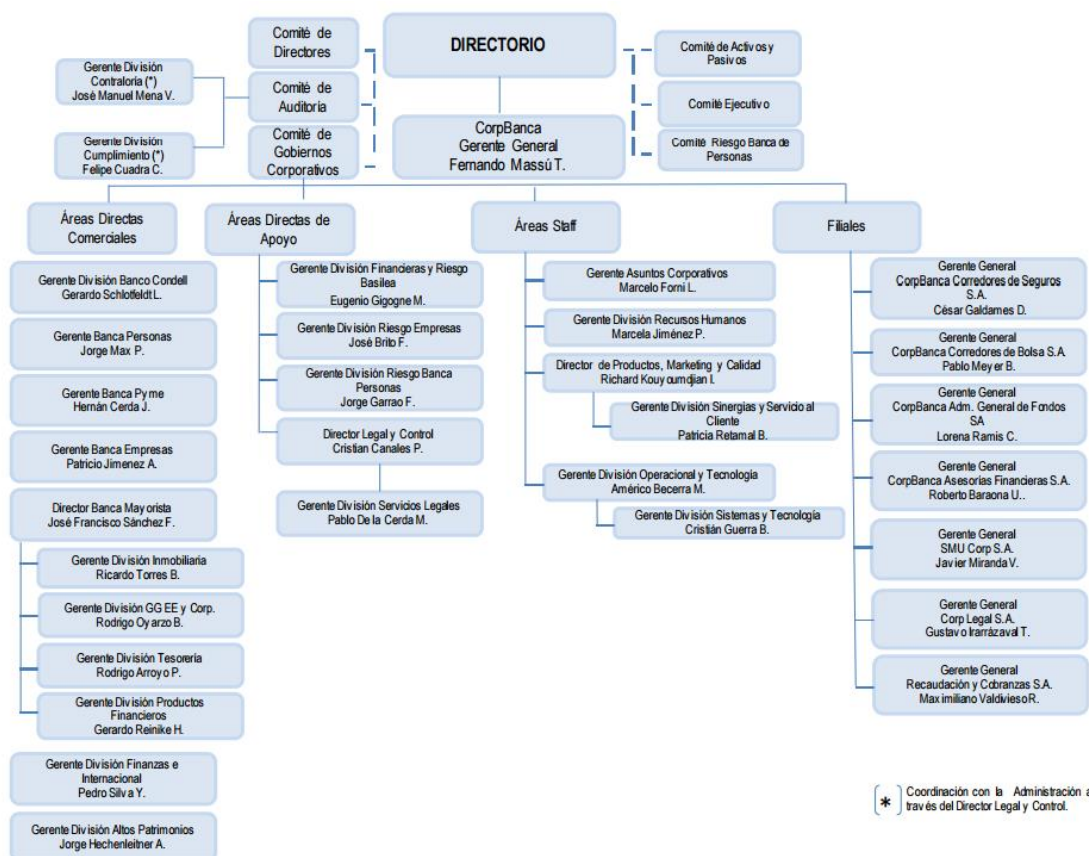 Comité de
Directores
DIRECTORIO
Comité de Activos y
Pasivos
Gerente División
Contraloría (*)
José Manuel Mena V.
Comité de
Auditoría
Comité Ejecutivo
Gerente División
Cumplimiento (*)
Felipe Cuadra C.
Comité de
Gobiernos
Corporativos
CorpBanca
Gerente General
Fernando Massú T.
Comité Riesgo Banca de
Personas
Áreas Directas
Comerciales
Gerente División Banco Condell
Gerardo Schlotfeldt L.
Gerente Banca Personas
Jorge Max P.
Gerente Banca Pyme
Hernán Cerda J.
Gerente Banca Empresas
Patricio Jimenez A.
Director Banca Mayorista
José Francisco Sánchez F.
Gerente División Inmobiliaria
Ricardo Torres B.
Gerente División GG EE y Corp.
Rodrigo Oyarzo B.
Gerente División Tesorería
Rodrigo Arroyo P.
Gerente División Productos
Financieros
Gerardo Reinike H.
Gerente División Finanzas e
Internacional
Pedro Silva Y.
Gerente División Altos Patrimonios
Jorge Hechenleitner A.
Áreas Directas de
Apoyo
Gerente División Financieras y Riesgo
Basilea
Eugenio Gigogne M.
Gerente División Riesgo Empresas
José Brito F.
Gerente División Riesgo Banca
Personas
Jorge Garrao F.
Director Legal y Control
Cristian Canales P.
Gerente División Servicios Legales
Pablo De la Cerda M.
Áreas Staff
Gerente Asuntos Corporativos
Marcelo Forni L.
Gerente División Recursos Humanos
Marcela Jiménez P.
Director de Productos, Marketing y Calidad
Richard Kouyoumdjian I.
Gerente División Sinergias y Servicio al
Cliente
Patricia Retamal B.
Gerente División Operacional y Tecnología
Américo Becerra M.
Gerente División Sistemas y Tecnología
Cristián Guerra B.
Filiales
Gerente General
CorpBanca Corredores de Seguros
S.A.
César Galdames D.
Gerente General
CorpBanca Corredores de Bolsa S.A.
Pablo Meyer B.
Gerente General
CorpBanca Adm. General de Fondos
SA
Lorena Ramis C.
Gerente General
CorpBanca Asesorías Financieras S.A.
Roberto Baraona U..
Gerente General
SMU Corp S.A.
Javier Miranda V.
Gerente General
Corp Legal S.A.
Gustavo Irarrázaval T.
Gerente General
Recaudación y Cobranzas S.A.
Maximiliano Valdivieso R.
(*) Coordinación con la Administración a
través del Director Legal y Control.